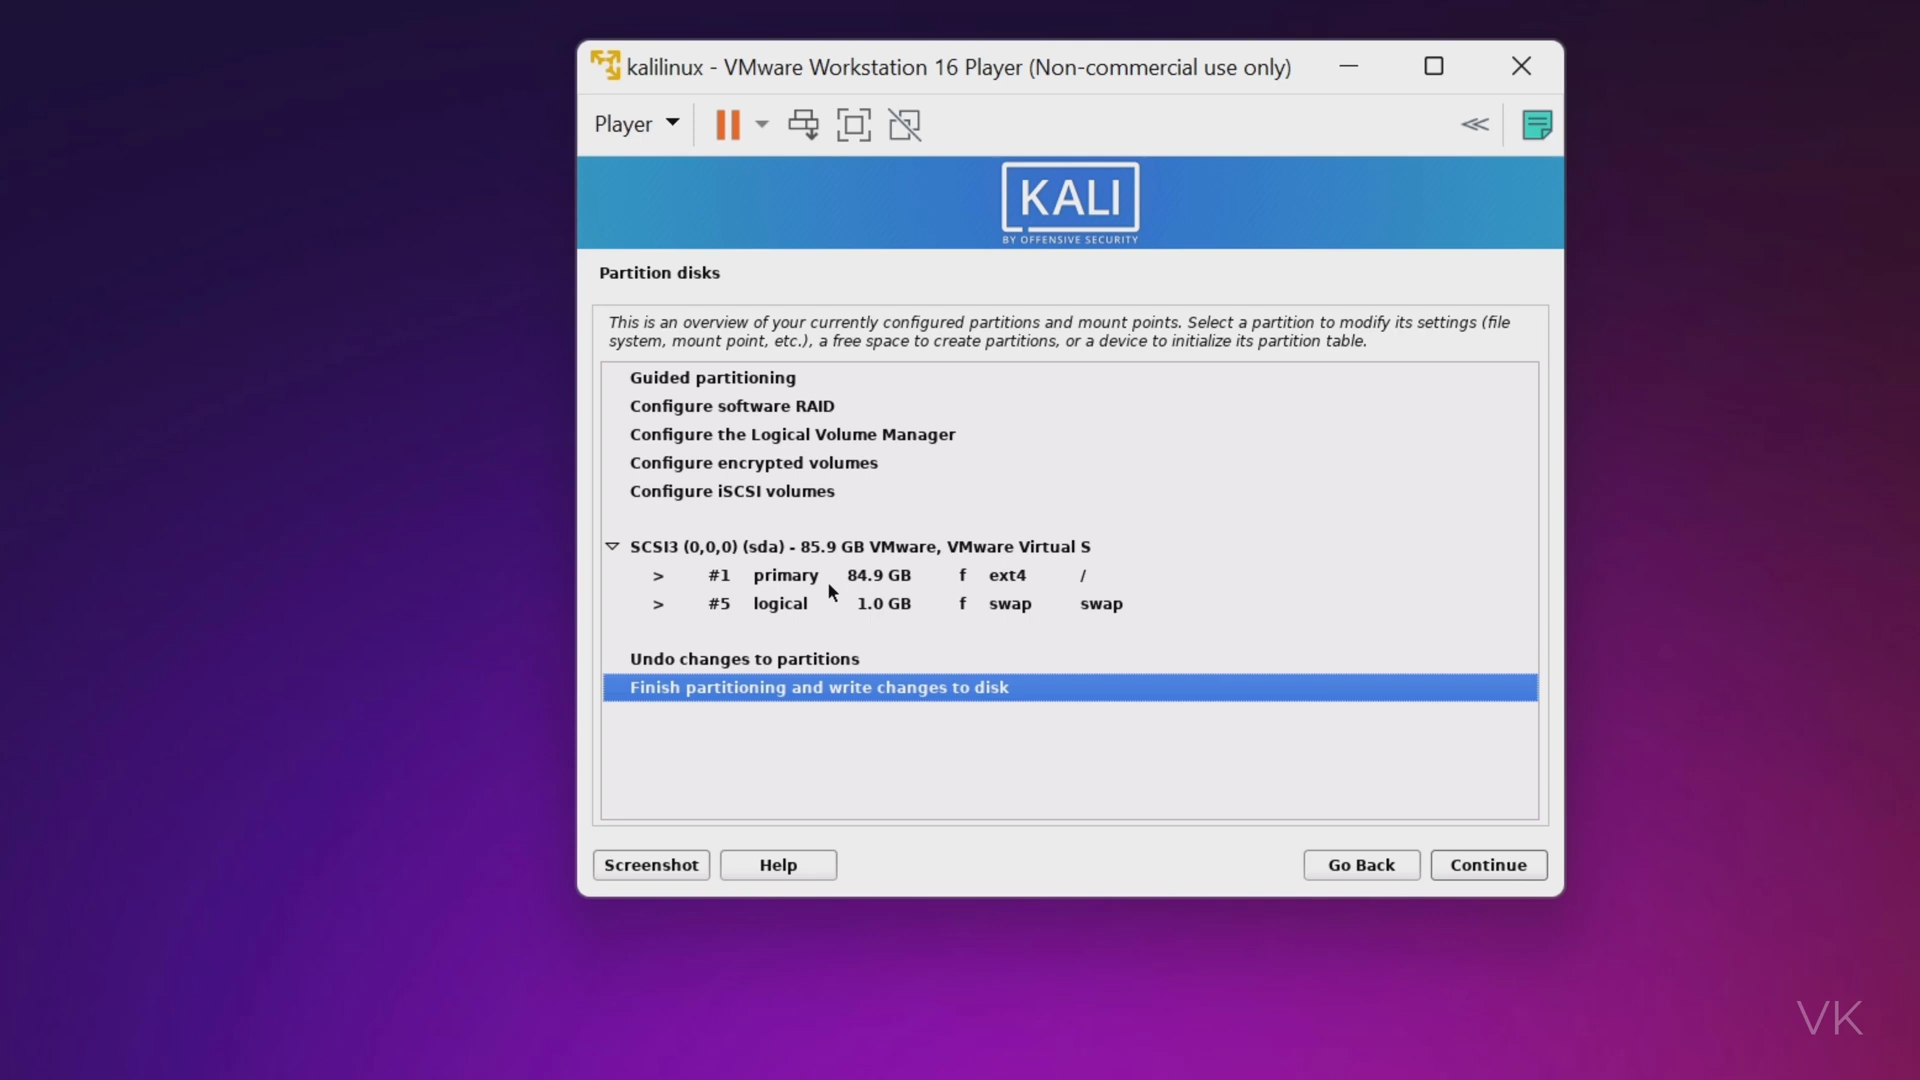 kalilinux - VMware Workstation 16 Player (Non-commercial use only)
Player
KALI
BY OFFENSIVE SECURITY
Partition disks
This is an overview of your currently configured partitions and mount points. Select a partition to modify its settings (file
system, mount point, etc.), a free space to create partitions, or a device to initialize its partition table.
Guided partitioning
Configure software RAID
Configure the Logical Volume Manager
Configure encrypted volumes
Configure iSCSI volumes
SCSI3 (0,0,0) (sda) - 85.9 GB VMware, VMware Virtual S
> #1 primary 84.9 GB f ext4 /
> #5 logical 1.0 GB f swap swap
Undo changes to partitions
Finish partitioning and write changes to disk
Screenshot Help Go Back Continue
VK